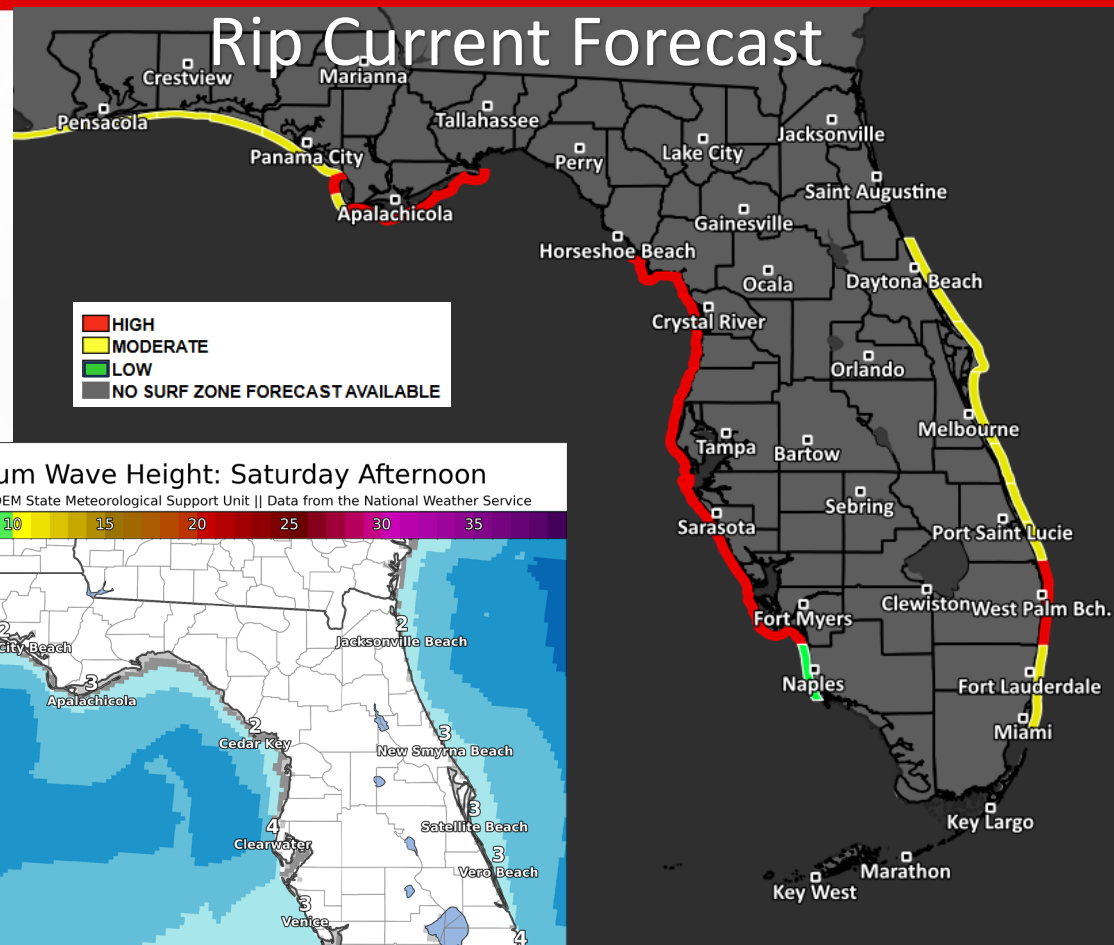 Rip Current Forecast
Crestview
Marianna
Pensacola
Tallahassee
Jacksonville
Panama City
Perry
Lake City
Saint Augustine
Apalachicola
Gainesville
Horseshoe Beach
Ocala
Daytona Beach
Crystal River
Orlando
Melbourne
Tampa
Bartow
Sebring
Sarasota
Port Saint Lucie
Clewiston
West Palm Bch.
Fort Myers
Naples
Fort Lauderdale
Miami
Key Largo
Marathon
Key West
HIGH
MODERATE
LOW
NO SURF ZONE FORECAST AVAILABLE
um Wave Height: Saturday Afternoon
DEM State Meteorological Support Unit || Data from the National Weather Service
10 15 20 25 30 35
2
City Beach
2
Jacksonville Beach
3
Apalachicola
2
Cedar Key
3
New Smyrna Beach
3
Satellite Beach
4
Clearwater
3
Vero Beach
3
Venice
4